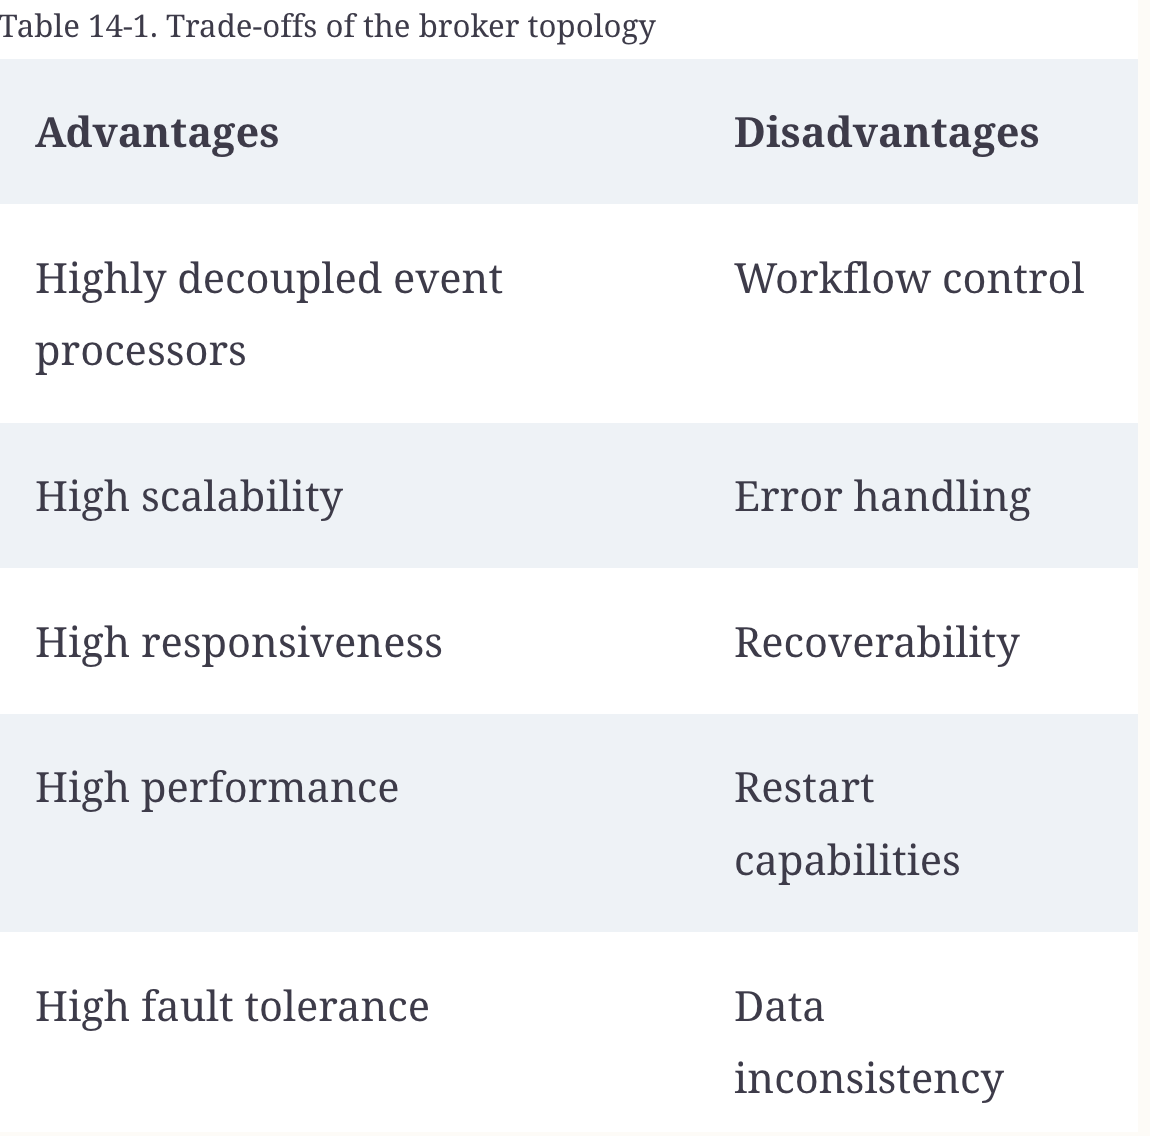 Table 14-1. Trade-offs of the broker topology
Advantages Disadvantages
Highly decoupled event Workflow control
processors
High scalability Error handling
High responsiveness Recoverability
High performance Restart
capabilities
High fault tolerance Data
inconsistency